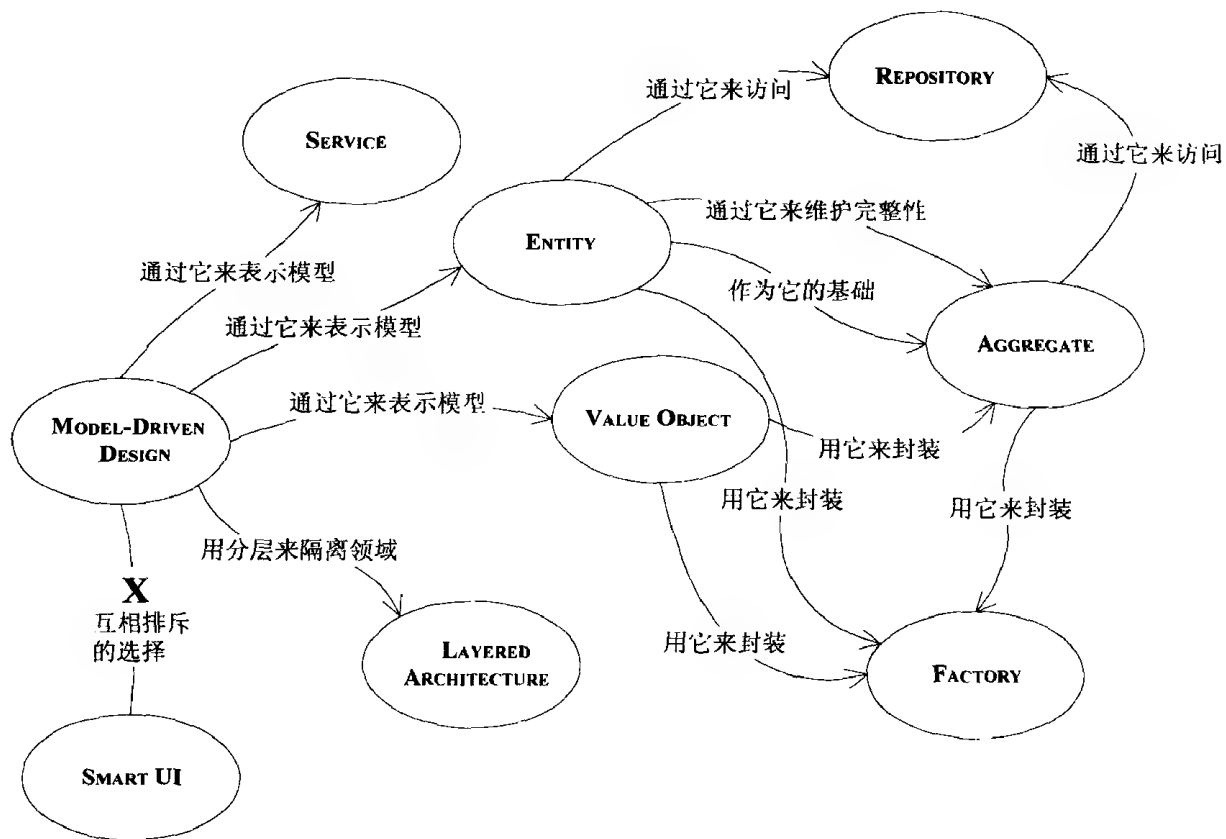 REPOSITORY
通过它来访问
SERVICE
通过它来访问
通过它来维护完整性
ENTITY
通过它来表示模型
作为它的基础
通过它来表示模型
AGGREGATE
通过它来表示模型
VALUE OBJECT
MODEL-DRIVEN
DESIGN
用它来封装
用它来封装
用它来封装
用分层来隔离领域
X
互相排斥
的选择
用它来封装
LAYERED
ARCHITECTURE
FACTORY
SMART UI